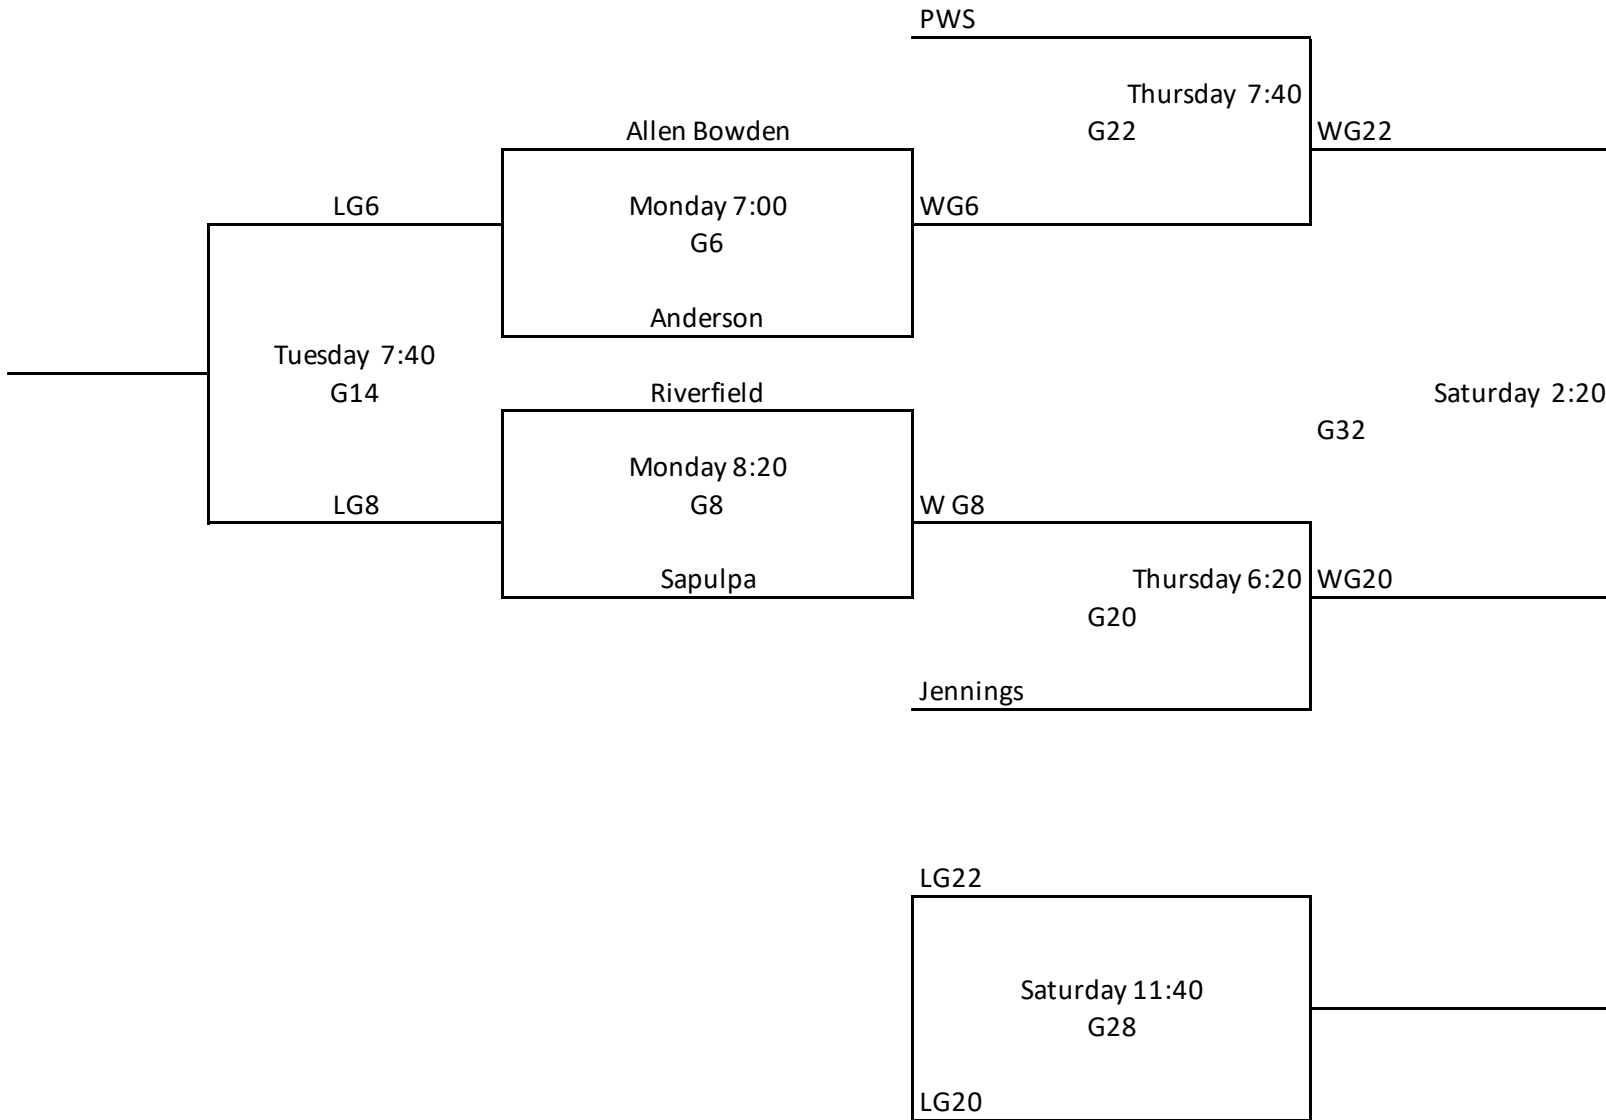 PWS
Thursday 7:40
Allen Bowden
G22
WG22
LG6
Monday 7:00
WG6
G6
Anderson
Tuesday 7:40
G14
Riverfield
Saturday 2:20
G32
Monday 8:20
LG8
G8
W G8
Sapulpa
Thursday 6:20
WG20
G20
Jennings
LG22
Saturday 11:40
G28
LG20